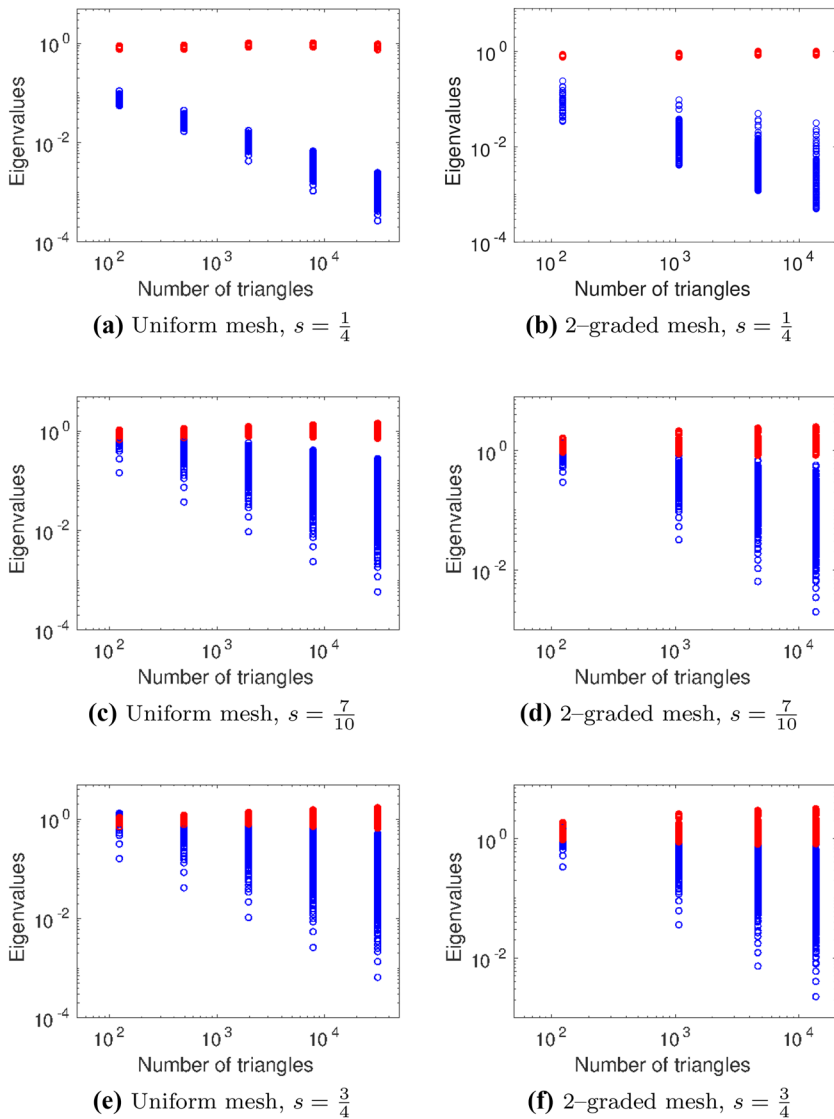 Eigenvalues
10^0
10^-2
10^-4
10^2 10^3 10^4
Number of triangles
(a) Uniform mesh, s = 1/4
Eigenvalues
10^0
10^-2
10^-4
10^2 10^3 10^4
Number of triangles
(b) 2–graded mesh, s = 1/4
Eigenvalues
10^0
10^-2
10^-4
10^2 10^3 10^4
Number of triangles
(c) Uniform mesh, s = 7/10
Eigenvalues
10^0
10^-2
10^2 10^3 10^4
Number of triangles
(d) 2–graded mesh, s = 7/10
Eigenvalues
10^0
10^-2
10^-4
10^2 10^3 10^4
Number of triangles
(e) Uniform mesh, s = 3/4
Eigenvalues
10^0
10^-2
10^2 10^3 10^4
Number of triangles
(f) 2–graded mesh, s = 3/4